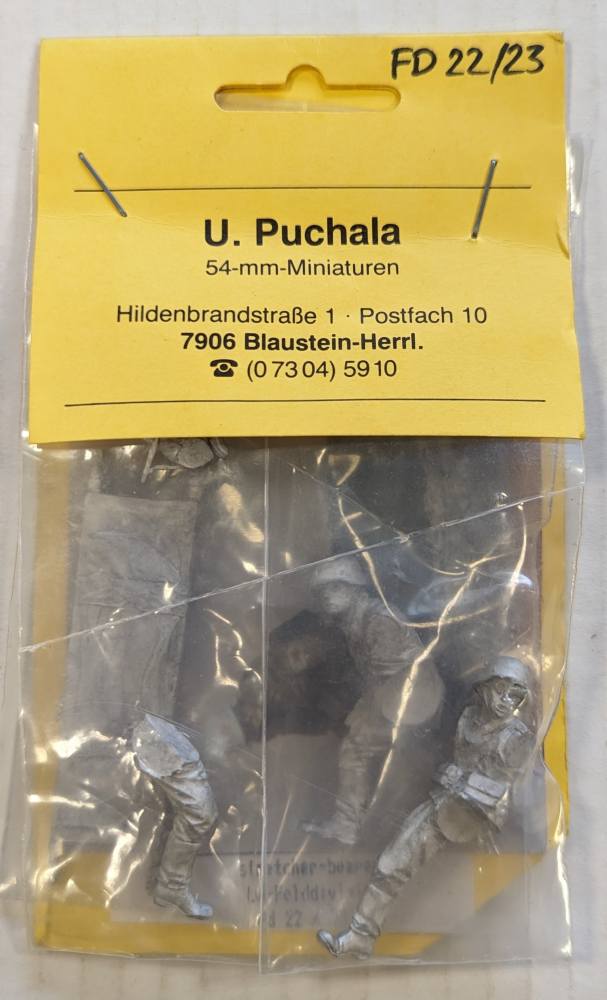 FD 22/23
U. Puchala
54-mm-Miniaturen
Hildenbrandstraße 1 · Postfach 10
7906 Blaustein-Herrl.
☎ (0 73 04) 59 10
22